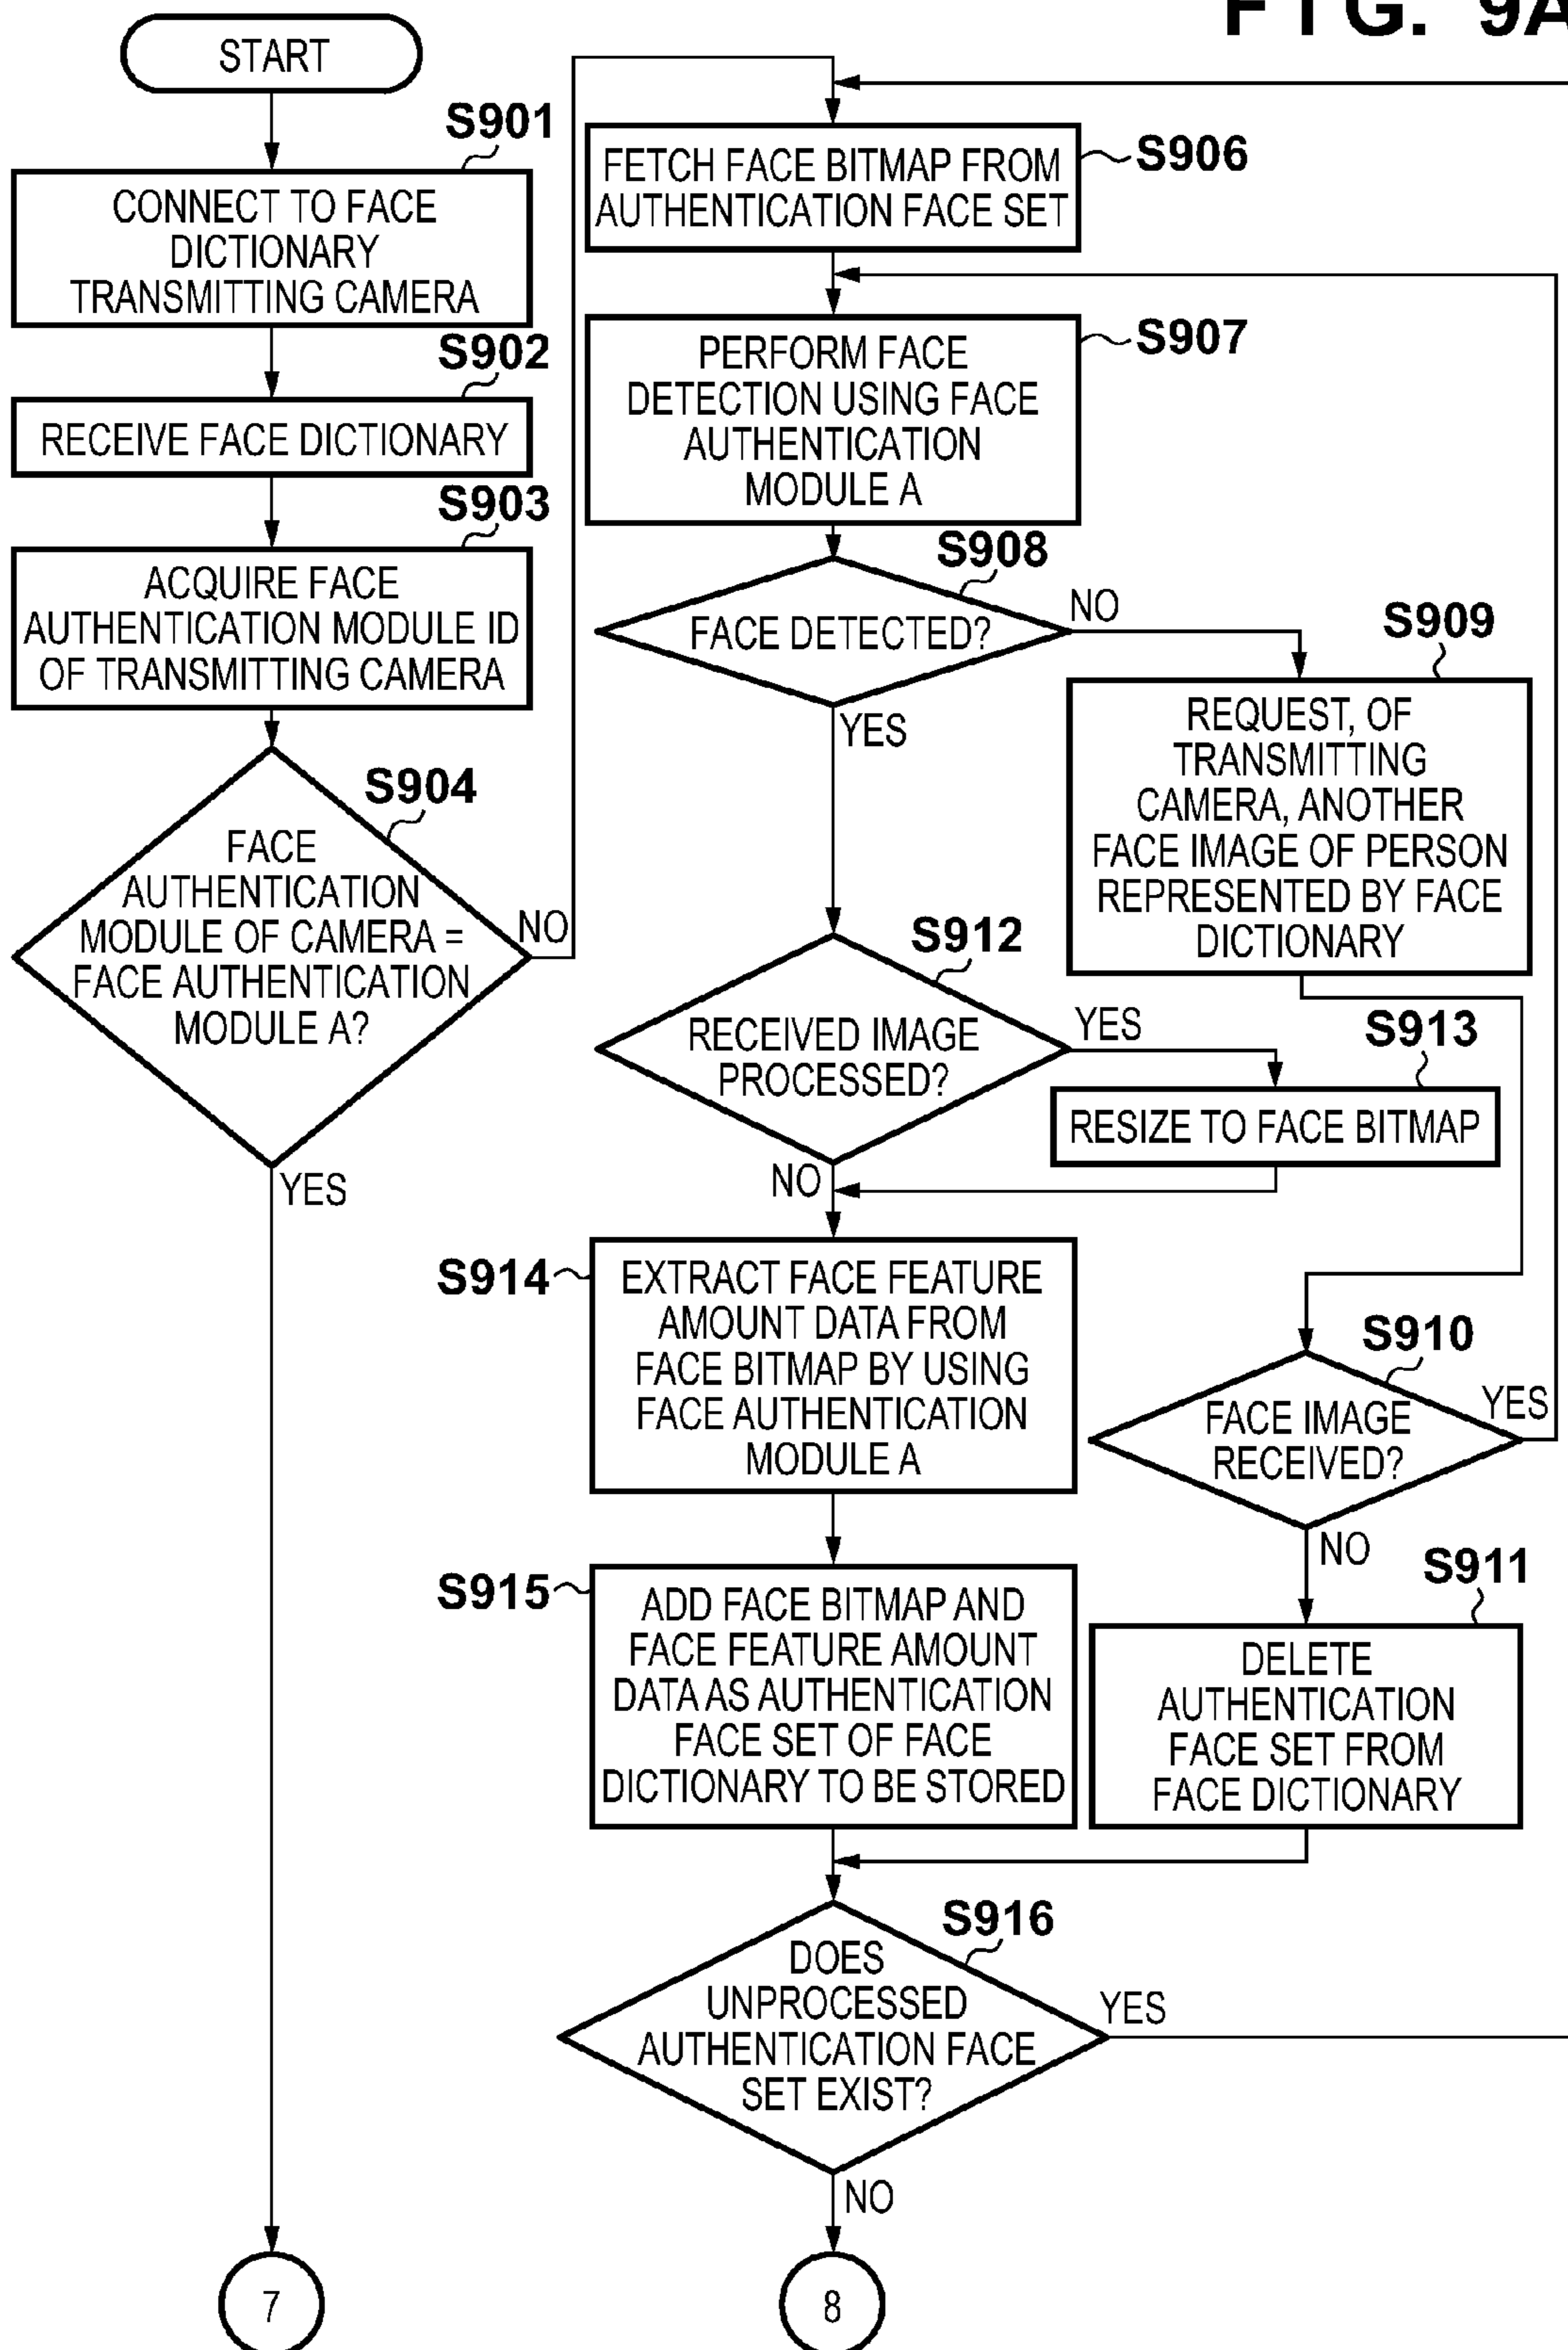 FIG. 9A
START
S901
CONNECT TO FACE
DICTIONARY
TRANSMITTING CAMERA
S902
RECEIVE FACE DICTIONARY
S903
ACQUIRE FACE
AUTHENTICATION MODULE ID
OF TRANSMITTING CAMERA
S904
FACE
AUTHENTICATION
MODULE OF CAMERA =
FACE AUTHENTICATION
MODULE A?
NO
YES
7
S906
FETCH FACE BITMAP FROM
AUTHENTICATION FACE SET
S907
PERFORM FACE
DETECTION USING FACE
AUTHENTICATION
MODULE A
S908
FACE DETECTED?
NO
YES
S909
REQUEST, OF
TRANSMITTING
CAMERA, ANOTHER
FACE IMAGE OF PERSON
REPRESENTED BY FACE
DICTIONARY
S912
RECEIVED IMAGE
PROCESSED?
YES
NO
S913
RESIZE TO FACE BITMAP
S914
EXTRACT FACE FEATURE
AMOUNT DATA FROM
FACE BITMAP BY USING
FACE AUTHENTICATION
MODULE A
S910
FACE IMAGE
RECEIVED?
YES
NO
S915
ADD FACE BITMAP AND
FACE FEATURE AMOUNT
DATA AS AUTHENTICATION
FACE SET OF FACE
DICTIONARY TO BE STORED
S911
DELETE
AUTHENTICATION
FACE SET FROM
FACE DICTIONARY
S916
DOES
UNPROCESSED
AUTHENTICATION FACE
SET EXIST?
YES
NO
8